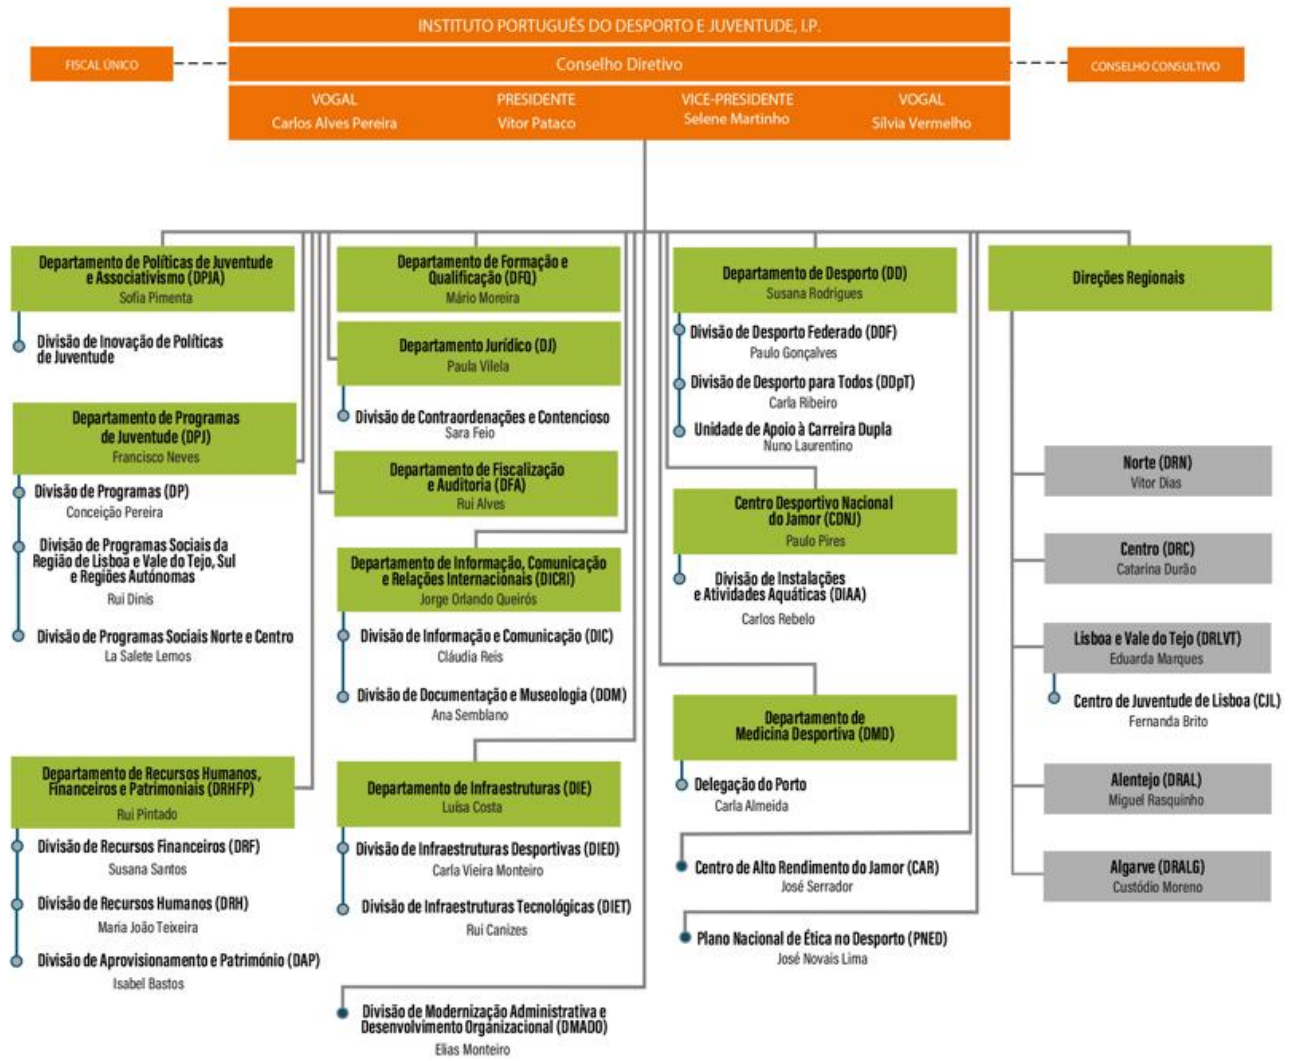 INSTITUTO PORTUGUÊS DO DESPORTO E JUVENTUDE, I.P.
FISCAL ÚNICO
Conselho Diretivo
CONSELHO CONSULTIVO
VOGAL
Carlos Alves Pereira
PRESIDENTE
Vítor Pataco
VICE-PRESIDENTE
Selene Martinho
VOGAL
Sílvia Vermelho
Departamento de Políticas de Juventude
e Associativismo (DPJA)
Sofia Pimenta
Divisão de Inovação de Políticas
de Juventude
Departamento de Programas
de Juventude (DPJ)
Francisco Neves
Divisão de Programas (DP)
Conceição Pereira
Divisão de Programas Sociais da
Região de Lisboa e Vale do Tejo, Sul
e Regiões Autónomas
Rui Dinis
Divisão de Programas Sociais Norte e Centro
La Salete Lemos
Departamento de Recursos Humanos,
Financeiros e Patrimoniais (DRHFP)
Rui Pintado
Divisão de Recursos Financeiros (DRF)
Susana Santos
Divisão de Recursos Humanos (DRH)
Maria João Teixeira
Divisão de Aprovisionamento e Património (DAP)
Isabel Bastos
Departamento de Formação e
Qualificação (DFQ)
Mário Moreira
Departamento Jurídico (DJ)
Paula Vilela
Divisão de Contraordenações e Contencioso
Sara Feio
Departamento de Fiscalização
e Auditoria (DFA)
Rui Alves
Departamento de Informação, Comunicação
e Relações Internacionais (DICRI)
Jorge Orlando Queirós
Divisão de Informação e Comunicação (DIC)
Cláudia Reis
Divisão de Documentação e Museologia (DDM)
Ana Semblano
Departamento de Infraestruturas (DIE)
Luísa Costa
Divisão de Infraestruturas Desportivas (DIED)
Carla Vieira Monteiro
Divisão de Infraestruturas Tecnológicas (DIET)
Rui Canizes
Divisão de Modernização Administrativa e
Desenvolvimento Organizacional (DMADO)
Elias Monteiro
Departamento de Desporto (DD)
Susana Rodrigues
Divisão de Desporto Federado (DDF)
Paulo Gonçalves
Divisão de Desporto para Todos (DDpT)
Carla Ribeiro
Unidade de Apoio à Carreira Dupla
Nuno Laurentino
Centro Desportivo Nacional
do Jamor (CDNJ)
Paulo Pires
Divisão de Instalações
e Atividades Aquáticas (DIAA)
Carlos Rebelo
Departamento de
Medicina Desportiva (DMD)
Delegação do Porto
Carla Almeida
Centro de Alto Rendimento do Jamor (CAR)
José Serrador
Plano Nacional de Ética no Desporto (PNED)
José Novais Lima
Direções Regionais
Norte (DRN)
Vitor Dias
Centro (DRC)
Catarina Durão
Lisboa e Vale do Tejo (DRLVT)
Eduarda Marques
Centro de Juventude de Lisboa (CJL)
Fernanda Brito
Alentejo (DRAL)
Miguel Rasquinho
Algarve (DRALG)
Custódio Moreno